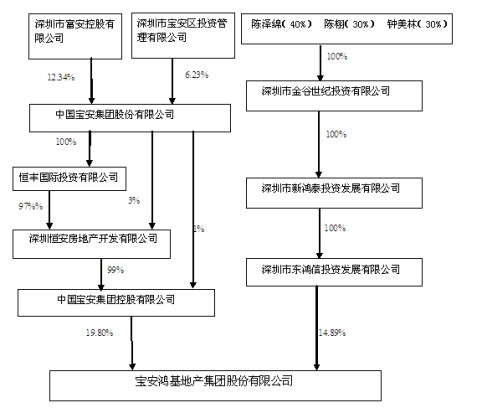 深圳市富安控股有
限公司
深圳市宝安区投资管
理有限公司
陈泽绵（40%） 陈栩（30%） 钟美林（30%）
12.34%
6.23%
100%
深圳市金谷世纪投资有限公司
中国宝安集团股份有限公司
100%
100%
恒丰国际投资有限公司
深圳市新鸿泰投资发展有限公司
97%%
3%
1%
100%
深圳恒安房地产开发有限公司
99%
深圳市东鸿信投资发展有限公司
中国宝安集团控股有限公司
19.80%
14.89%
宝安鸿基地产集团股份有限公司